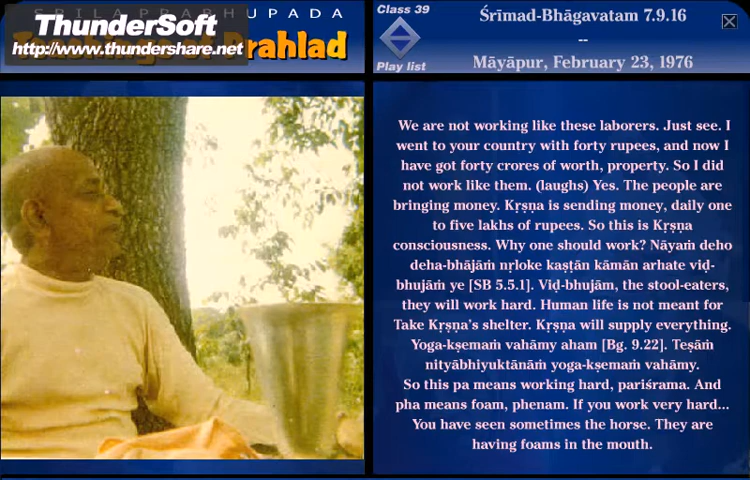 SRILA PRABHUPADA
ThunderSoft
http://www.thundershare.net
Teachings of Prahlad
Class 39
Play list
Śrīmad-Bhāgavatam 7.9.16
--
Māyāpur, February 23, 1976
We are not working like these laborers. Just see. I
went to your country with forty rupees, and now I
have got forty crores of worth, property. So I did
not work like them. (laughs) Yes. The people are
bringing money. Kṛṣṇa is sending money, daily one
to five lakhs of rupees. So this is Kṛṣṇa
consciousness. Why one should work? Nāyaṁ deho
deha-bhājāṁ nṛloke kaṣṭān kāmān arhate viḍ-
bhujāṁ ye [SB 5.5.1]. Viḍ-bhujāṁ, the stool-eaters,
they will work hard. Human life is not meant for
Take Kṛṣṇa's shelter. Kṛṣṇa will supply everything.
Yoga-kṣemaṁ vahāmy aham [Bg. 9.22]. Teṣāṁ
nityābhiyuktānāṁ yoga-kṣemaṁ vahāmy.
So this pa means working hard, pariśrama. And
pha means foam, phenam. If you work very hard...
You have seen sometimes the horse. They are
having foams in the mouth.